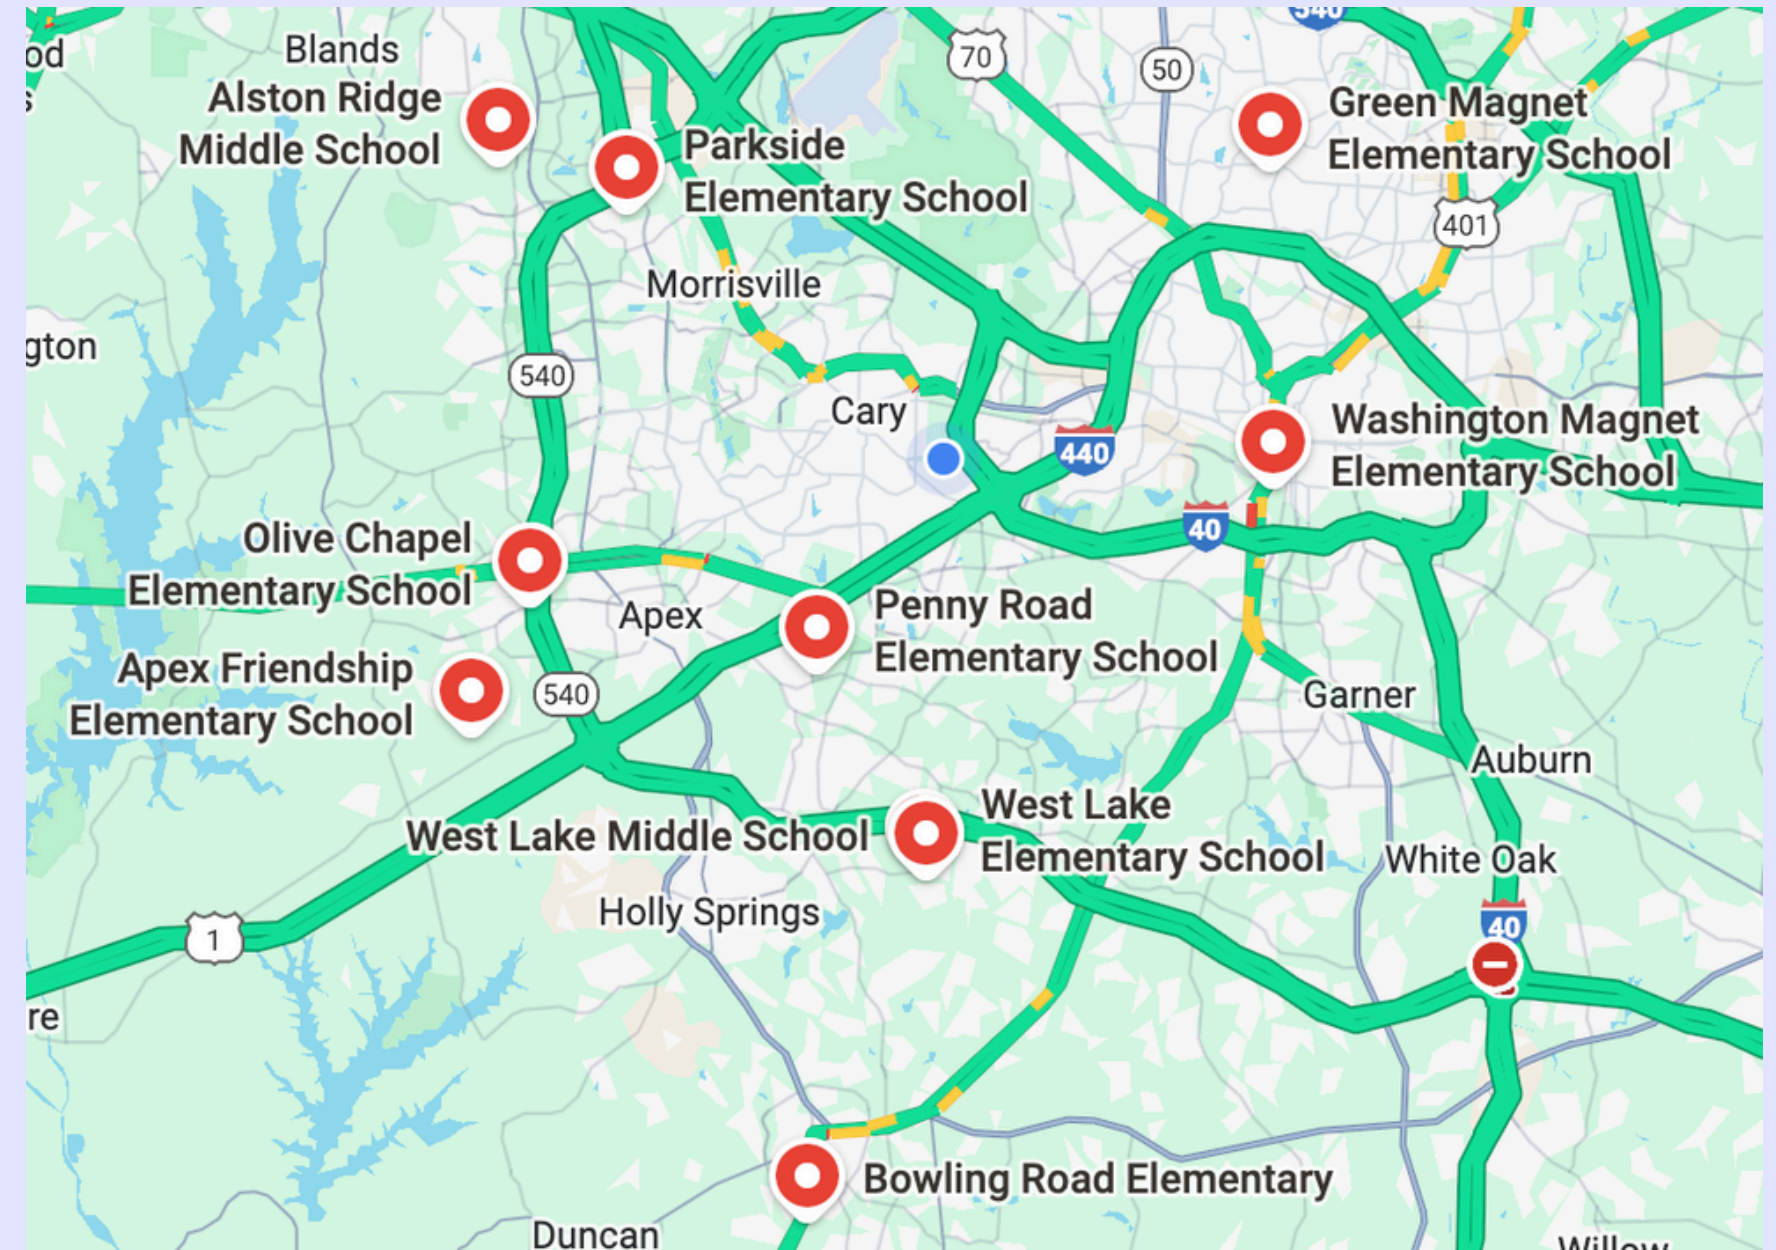 540
70
50
od
Blands
s
Alston Ridge
Middle School
Green Magnet
Elementary School
Parkside
Elementary School
401
Morrisville
gton
540
Cary
440
Washington Magnet
Elementary School
40
Olive Chapel
Elementary School
Apex
Penny Road
Elementary School
Apex Friendship
Elementary School
540
Garner
Auburn
West Lake Middle School
West Lake
Elementary School
White Oak
Holly Springs
40
1
re
Bowling Road Elementary
Duncan
Willow